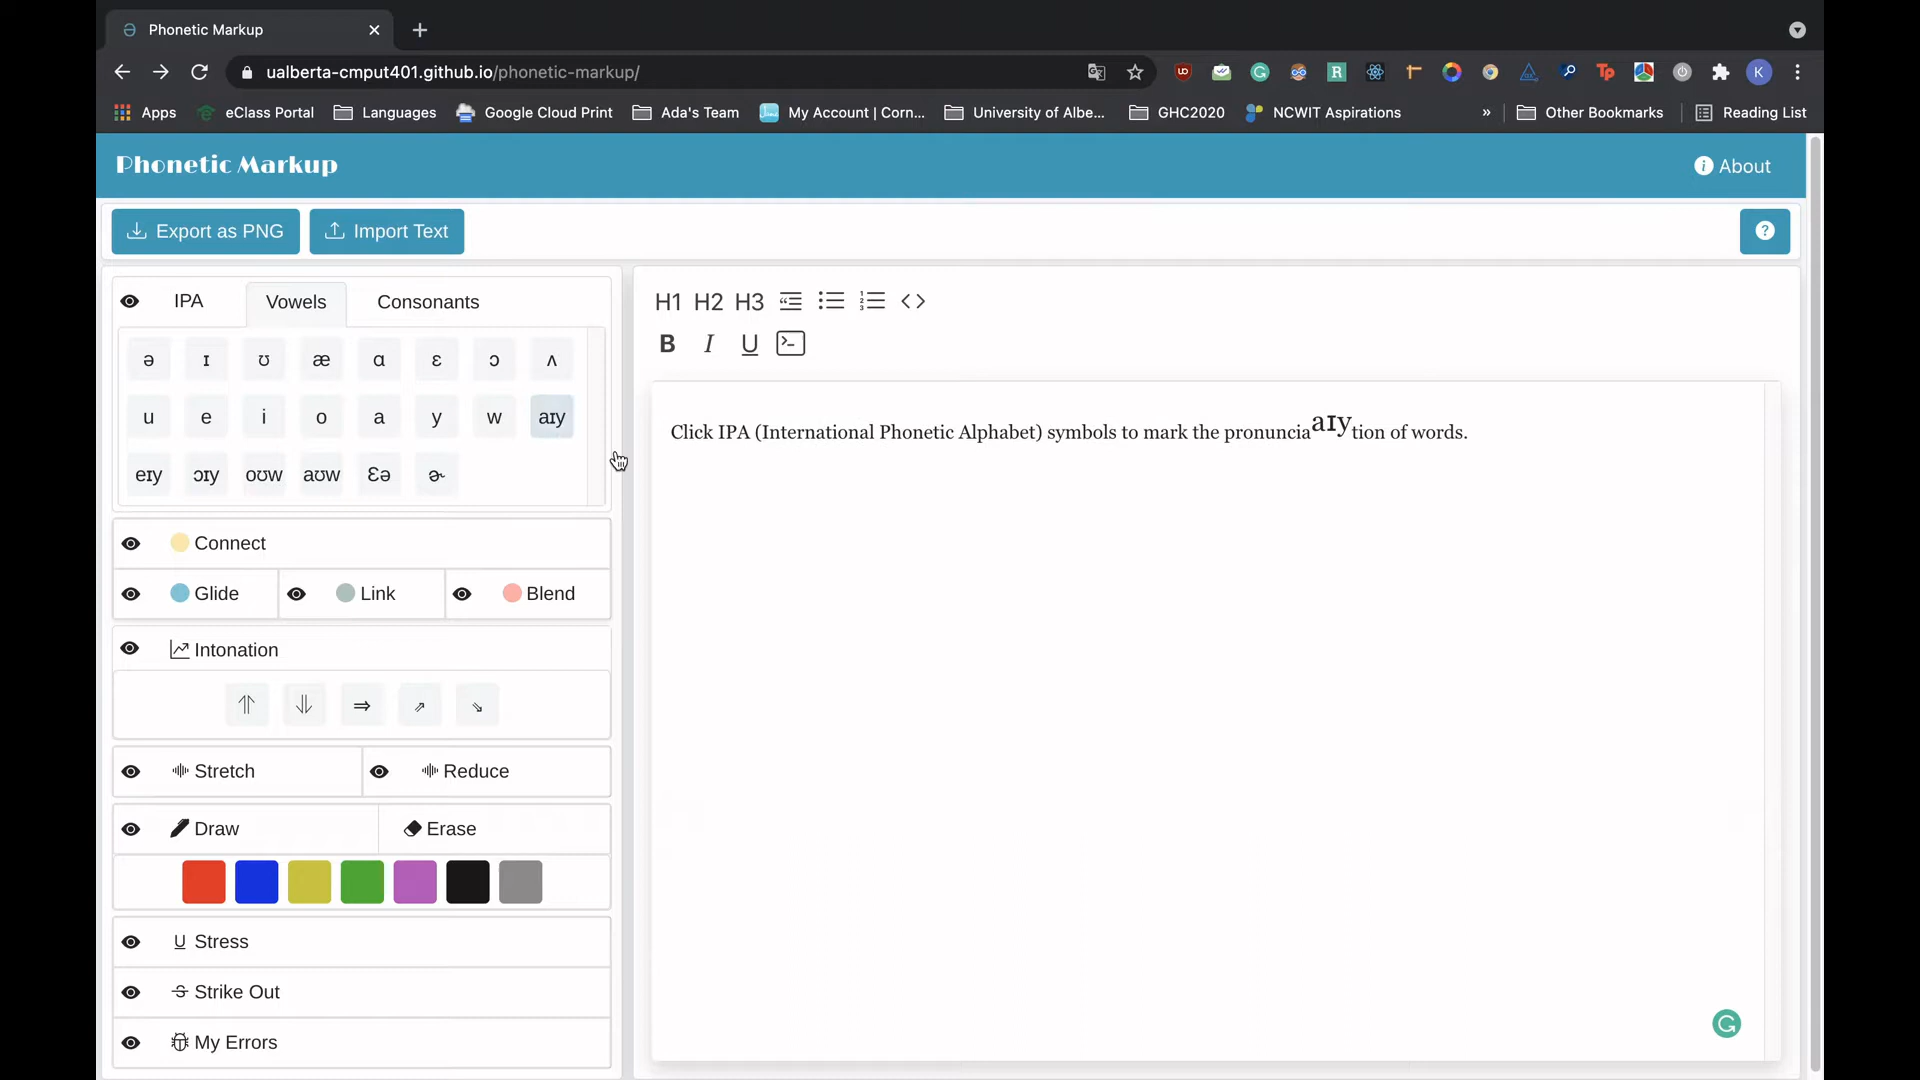 Phonetic Markup
ualberta-cmput401.github.io/phonetic-markup/
Apps eClass Portal Languages Google Cloud Print Ada's Team My Account | Corn... University of Albe... GHC2020 NCWIT Aspirations » Other Bookmarks Reading List
Phonetic Markup
About
Export as PNG Import Text
IPA Vowels Consonants
ə ɪ ʊ æ ɑ ɛ ɔ ʌ
u e i o a y w aɪy
eɪy ɔɪy oʊw aʊw Ɛə ɚ
Connect
Glide Link Blend
Intonation
⥣ ⥥ ⇒ ⇗ ⇘
Stretch Reduce
Draw Erase
Stress
Strike Out
My Errors
H1 H2 H3
B I U
Click IPA (International Phonetic Alphabet) symbols to mark the pronunciaaɪytion of words.